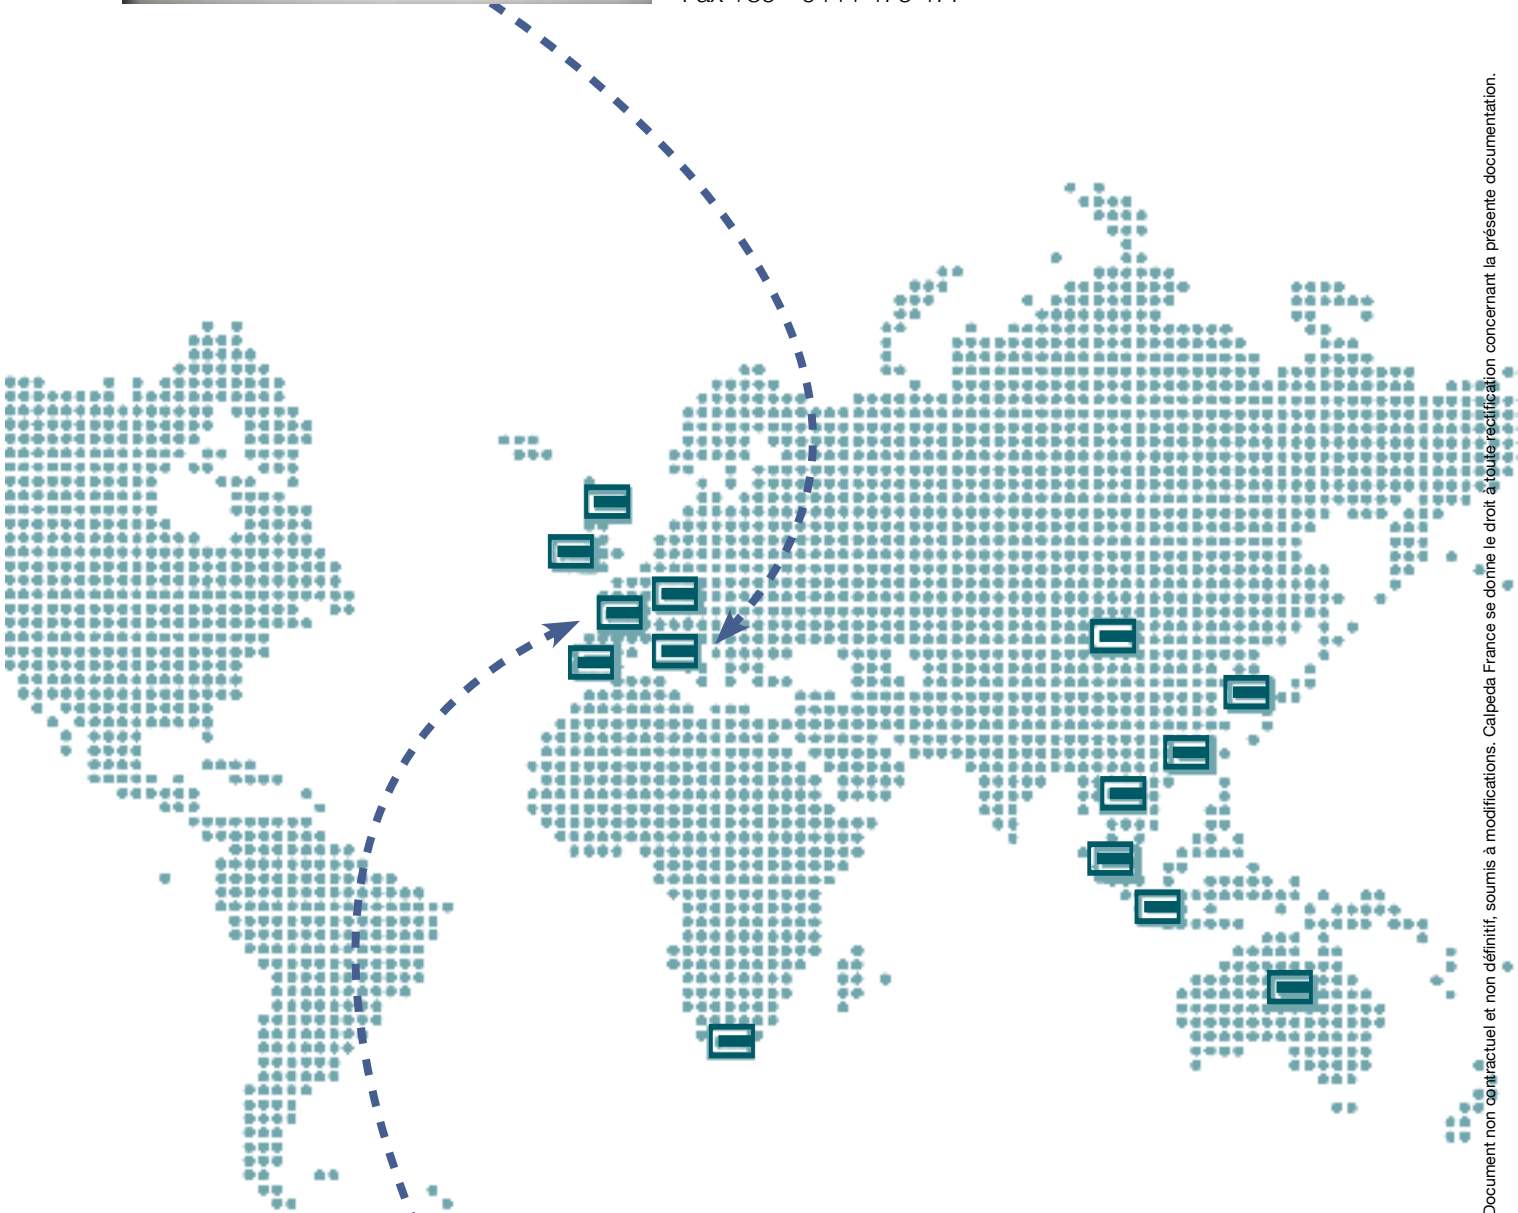 Document non contractuel et non définitif, soumis à modifications. Calpeda France se donne le droit à toute rectification concernant la présente documentation.